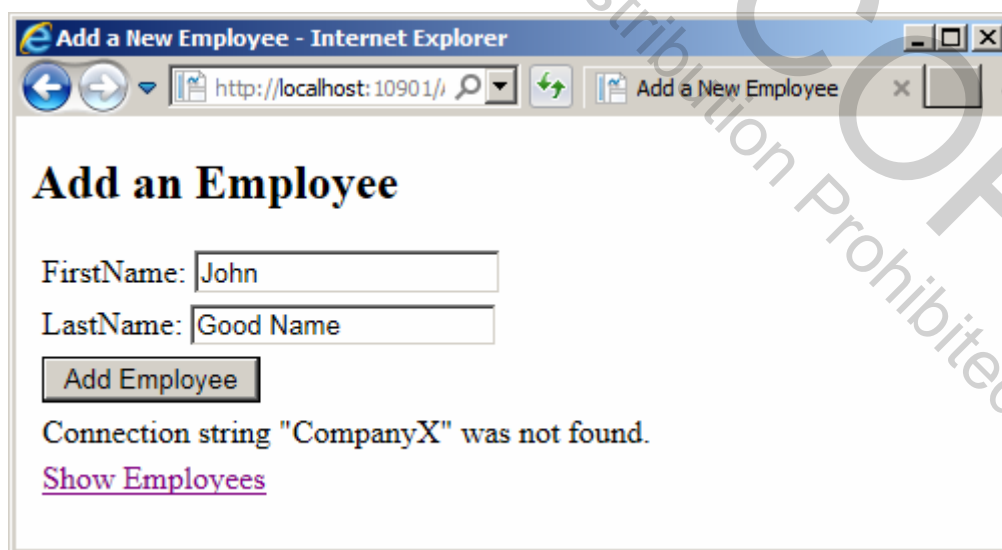 Add a New Employee - Internet Explorer
http://localhost:10901/ Add a New Employee
Add an Employee
FirstName: John
LastName: Good Name
Add Employee
Connection string "CompanyX" was not found.
Show Employees
Prohibited